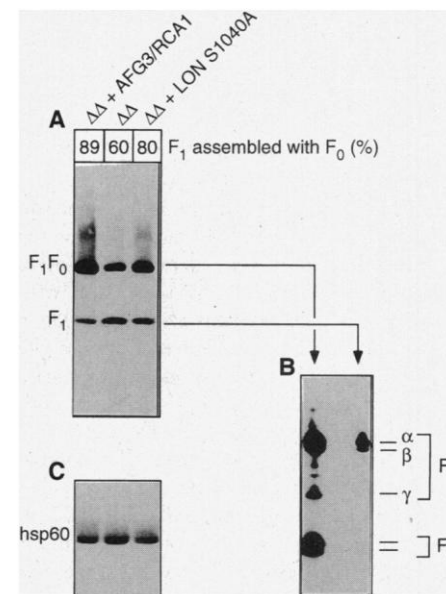 ΔΔ + AFG3/RCA1
ΔΔ
ΔΔ + LON S1040A
A
89 60 80 F₁ assembled with F₀ (%)
F₁F₀
F₁
B
α
β
F
γ
F
C
hsp60